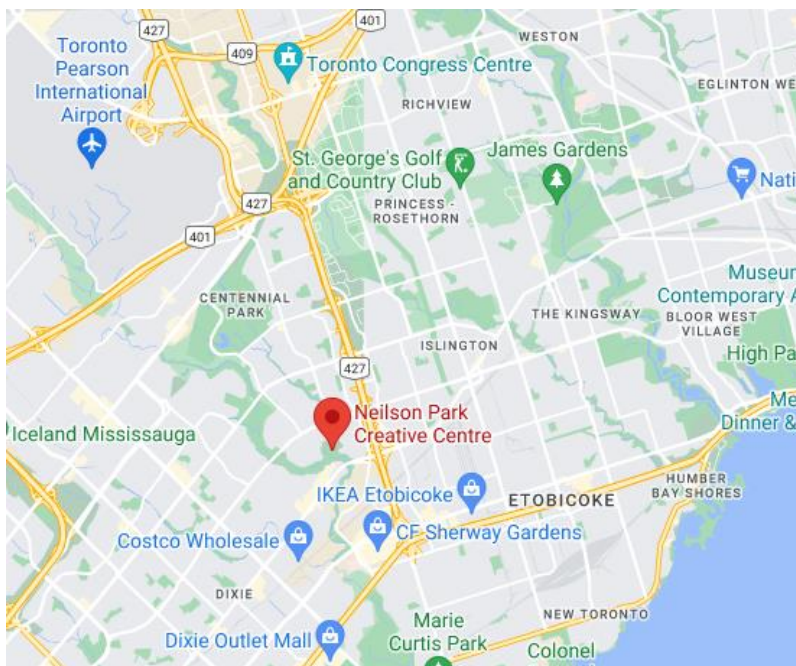 427
401
WESTON
Toronto
Pearson
International
Airport
409
Toronto Congress Centre
EGLINTON WE
RICHVIEW
St. George's Golf
and Country Club
James Gardens
PRINCESS -
ROSETHORN
Nati
427
401
Museum
Contemporary A
CENTENNIAL
PARK
THE KINGSWAY
BLOOR WEST
VILLAGE
ISLINGTON
High Pa
427
Me
Dinner &
Neilson Park
Creative Centre
Iceland Mississauga
HUMBER
BAY SHORES
IKEA Etobicoke
ETOBICOKE
Costco Wholesale
CF Sherway Gardens
DIXIE
NEW TORONTO
Dixie Outlet Mall
Marie
Curtis Park
Colonel